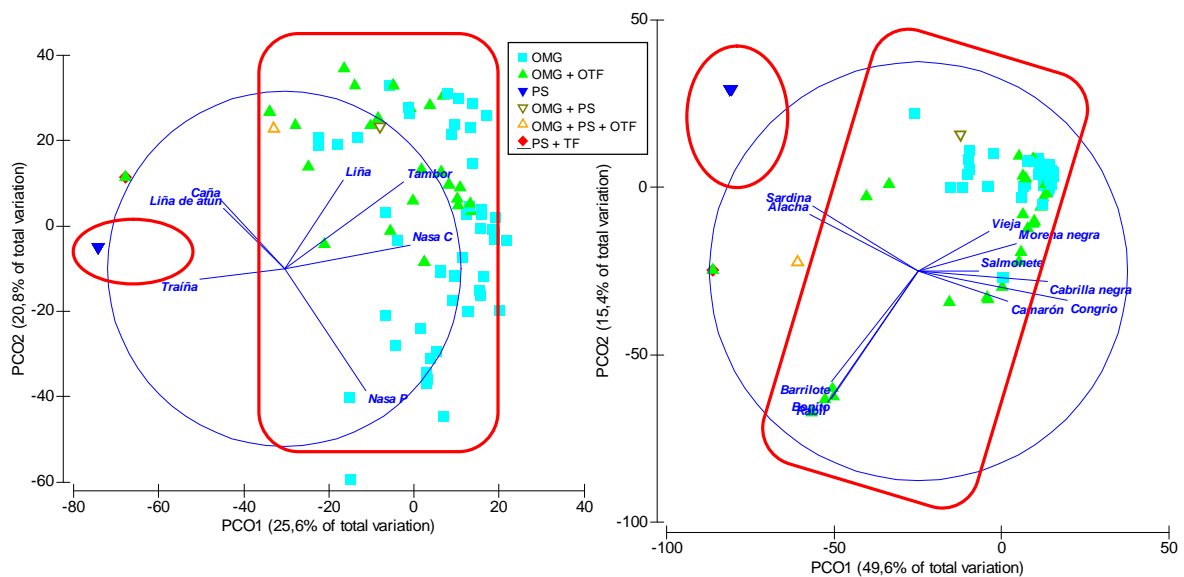 40
20
0
-20
-40
-60
PCO2 (20,8% of total variation)
-80
-60
-40
-20
0
20
40
PCO1 (25,6% of total variation)
Liña
Tambor
Caña
Liña de atún
Nasa C
Traíña
Nasa P
OMG
OMG + OTF
PS
OMG + PS
OMG + PS + OTF
PS + TF
50
0
-50
-100
PCO2 (15,4% of total variation)
-100
-50
0
50
PCO1 (49,6% of total variation)
Sardina
Alacha
Vieja
Morena negra
Salmonete
Cabrilla negra
Camarón
Congrio
Barrilote
Bonito